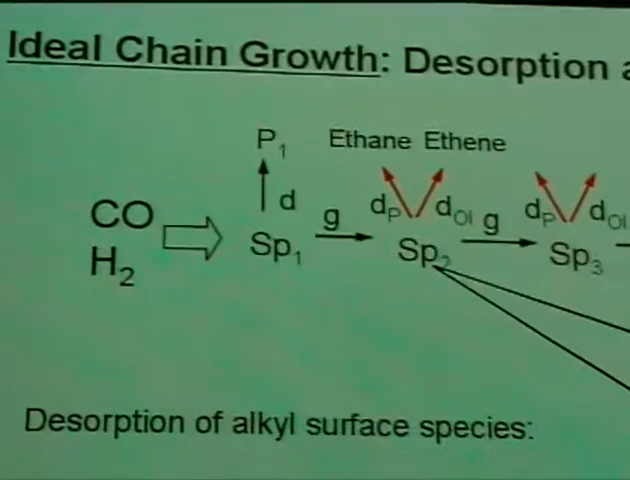 Ideal Chain Growth: Desorption
P1 Ethane Ethene
d g dP dOl g dP dOl
CO
Sp1 Sp2 Sp3
H2
Desorption of alkyl surface species: